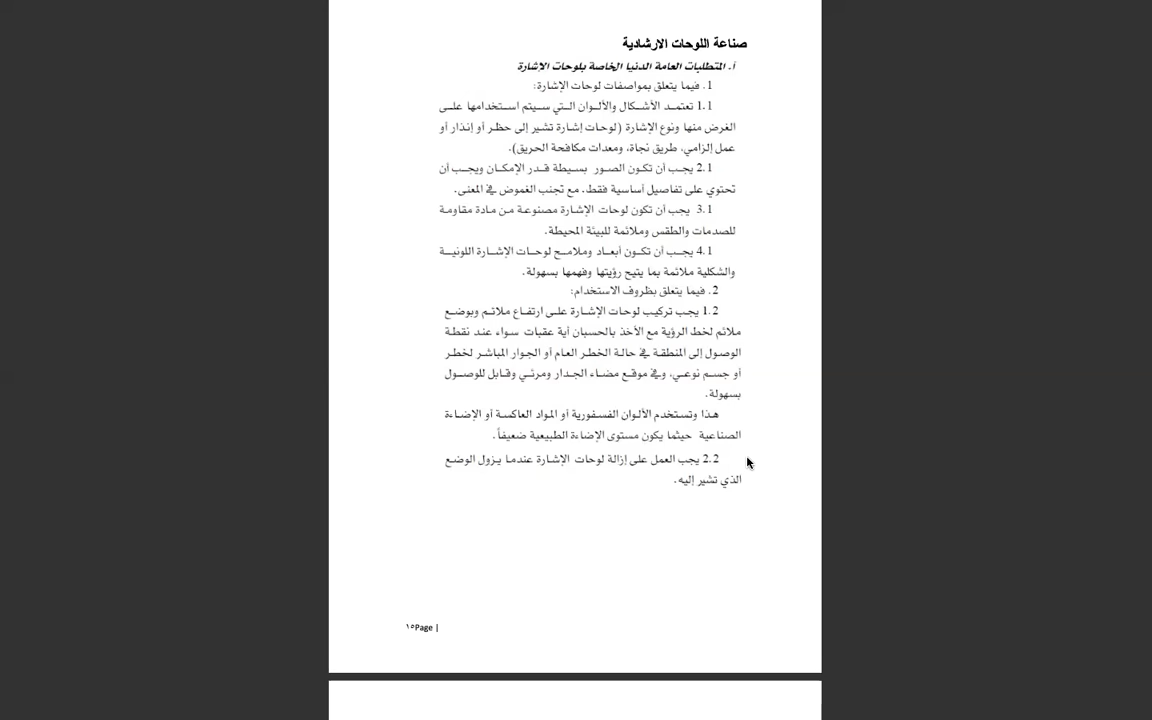 صناعة اللوحات الارشادية
أ. المتطلبات العامة الدنيا الخاصة بلوحات الإشارة
1. فيما يتعلق بمواصفات لوحات الإشارة:
1.1 تعتمد الأشكال والألوان التي سيتم استخدامها على
الغرض منها ونوع الإشارة (لوحات إشارة تشير إلى حظر أو إنذار أو
عمل إلزامي، طريق نجاة، ومعدات مكافحة الحريق).
2.1 يجب أن تكون الصور بسيطة قدر الإمكان ويجب أن
تحتوي على تفاصيل أساسية فقط. مع تجنب الغموض في المعنى.
3.1 يجب أن تكون لوحات الإشارة مصنوعة من مادة مقاومة
للصدمات والطقس وملائمة للبيئة المحيطة.
4.1 يجب أن تكون أبعاد وملامح لوحات الإشارة اللونية
والشكلية ملائمة بما يتيح رؤيتها وفهمها بسهولة.
2. فيما يتعلق بظروف الاستخدام:
1.2 يجب تركيب لوحات الإشارة على ارتفاع ملائم وبوضع
ملائم لخط الرؤية مع الأخذ بالحسبان أية عقبات سواء عند نقطة
الوصول إلى المنطقة في حالة الخطر العام أو الجوار المباشر لخطر
أو جسم نوعي، وفي موقع مضاء الجدار ومرئي وقابل للوصول
بسهولة.
هذا وتستخدم الألوان الفسفورية أو المواد العاكسة أو الإضاءة
الصناعية حيثما يكون مستوى الإضاءة الطبيعية ضعيفاً.
2.2 يجب العمل على إزالة لوحات الإشارة عندما يزول الوضع
الذي تشير إليه.
١٥Page |